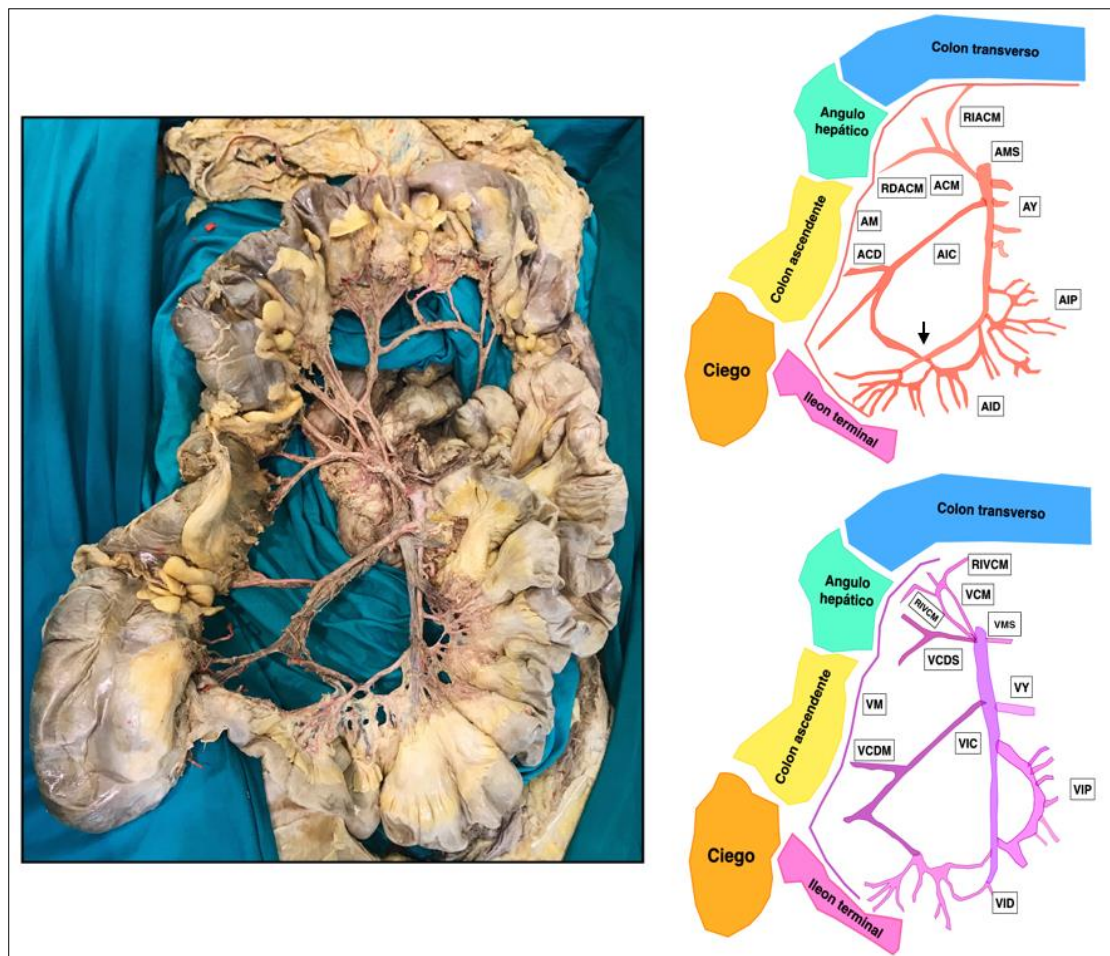 Colon transverso
Angulo
hepático
RIACM
AMS
RDACM
ACM
AY
AM
Colon ascendente
ACD
AIC
AIP
Ciego
Ileon terminal
AID
Colon transverso
Angulo
hepático
RIVCM
VCM
RIVCM
VMS
VCDS
VY
Colon ascendente
VM
VCDM
VIC
VIP
Ciego
Ileon terminal
VID